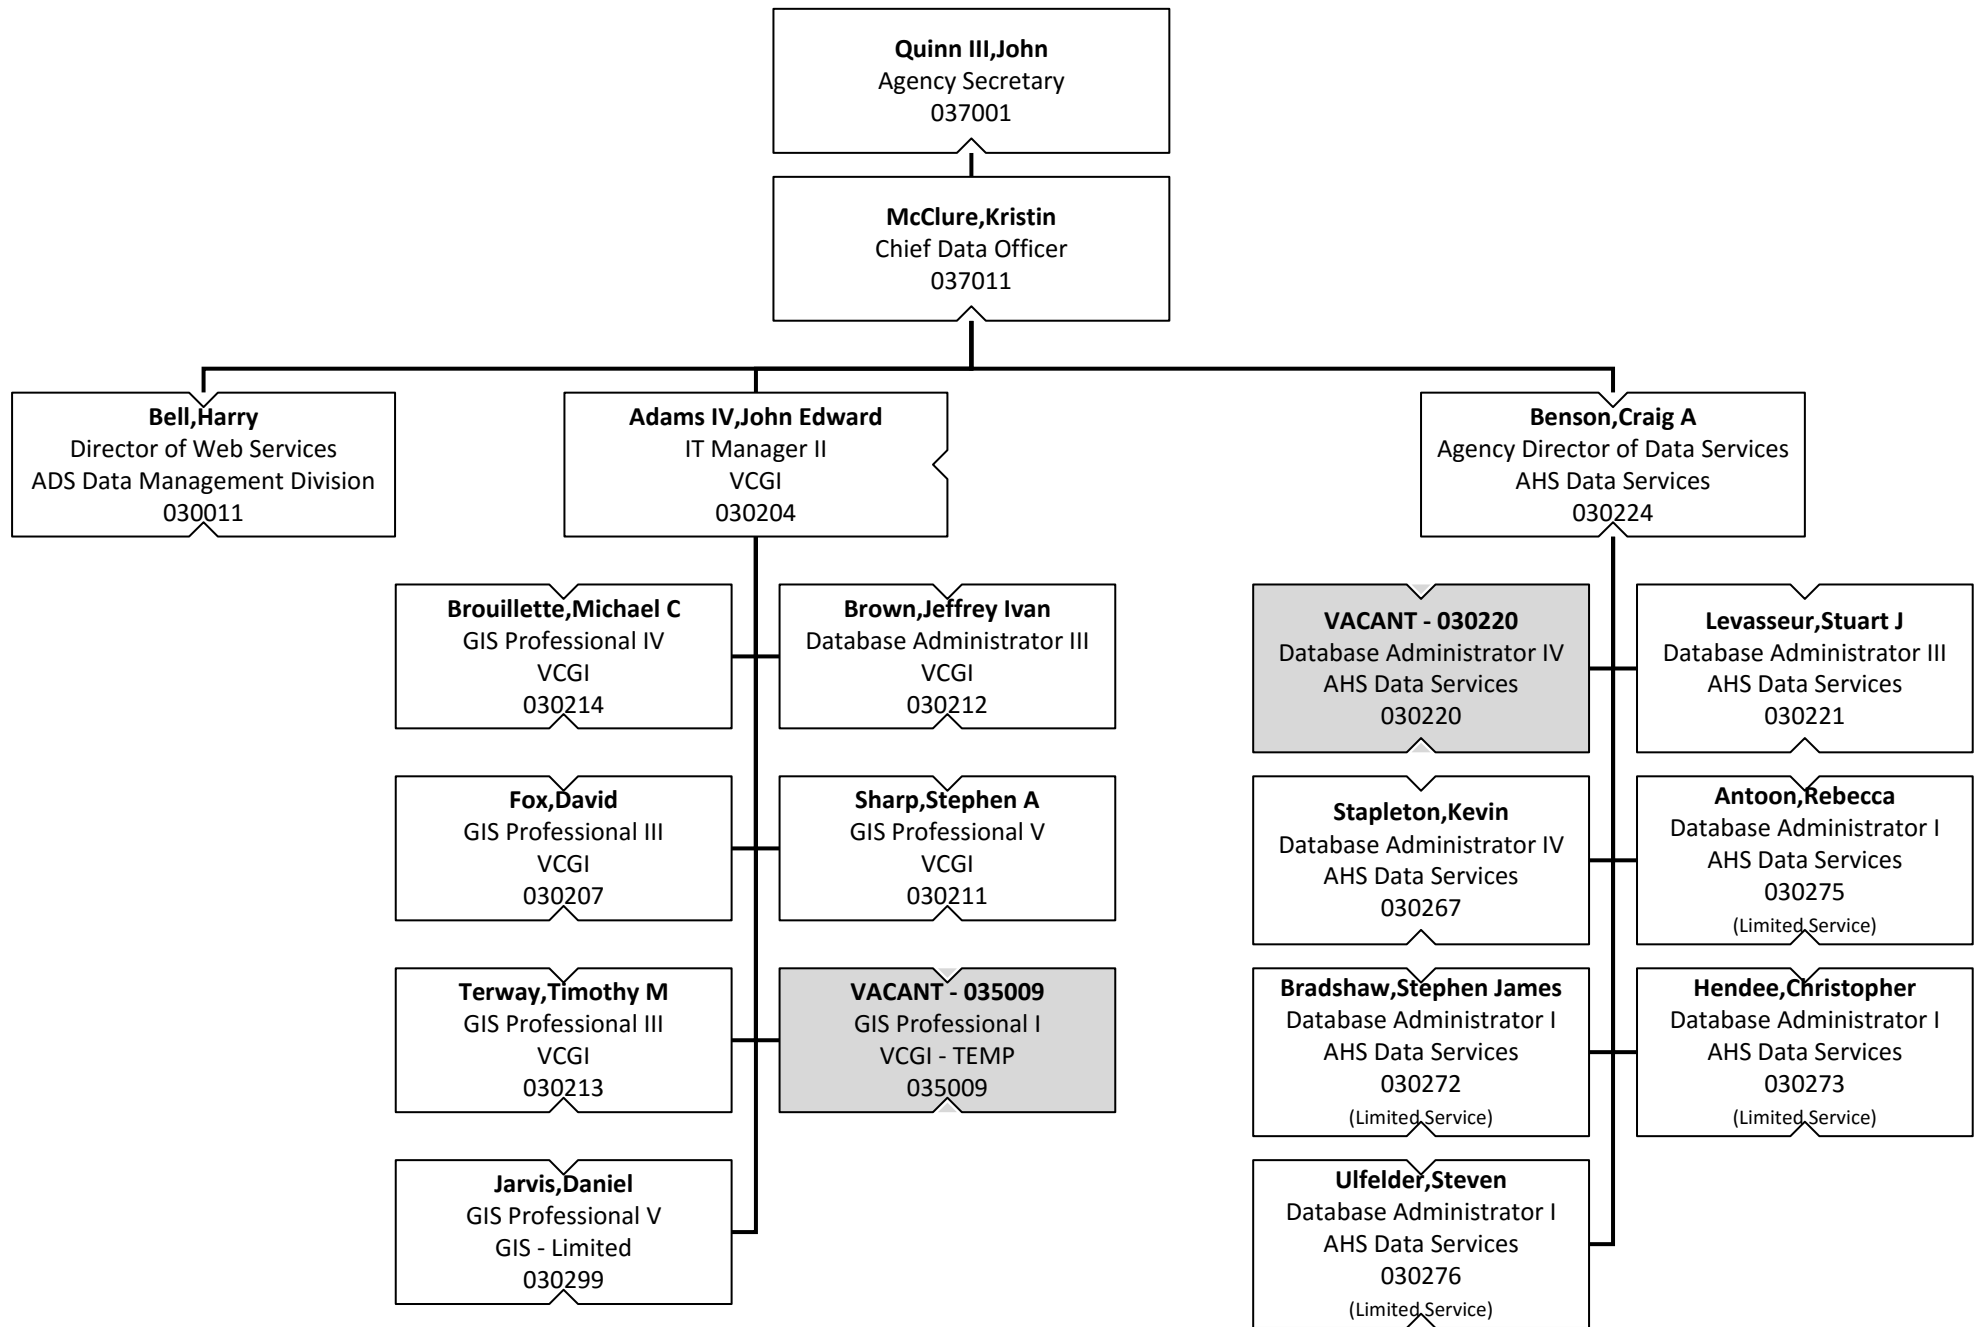 Quinn III,John
Agency Secretary
037001
McClure,Kristin
Chief Data Officer
037011
Bell,Harry
Director of Web Services
ADS Data Management Division
030011
Adams IV,John Edward
IT Manager II
VCGI
030204
Benson,Craig A
Agency Director of Data Services
AHS Data Services
030224
Brouillette,Michael C
GIS Professional IV
VCGI
030214
Brown,Jeffrey Ivan
Database Administrator III
VCGI
030212
Fox,David
GIS Professional III
VCGI
030207
Sharp,Stephen A
GIS Professional V
VCGI
030211
Terway,Timothy M
GIS Professional III
VCGI
030213
VACANT - 035009
GIS Professional I
VCGI - TEMP
035009
Jarvis,Daniel
GIS Professional V
GIS - Limited
030299
VACANT - 030220
Database Administrator IV
AHS Data Services
030220
Levasseur,Stuart J
Database Administrator III
AHS Data Services
030221
Stapleton,Kevin
Database Administrator IV
AHS Data Services
030267
Antoon,Rebecca
Database Administrator I
AHS Data Services
030275
(Limited Service)
Bradshaw,Stephen James
Database Administrator I
AHS Data Services
030272
(Limited Service)
Hendee,Christopher
Database Administrator I
AHS Data Services
030273
(Limited Service)
Ulfelder,Steven
Database Administrator I
AHS Data Services
030276
(Limited Service)